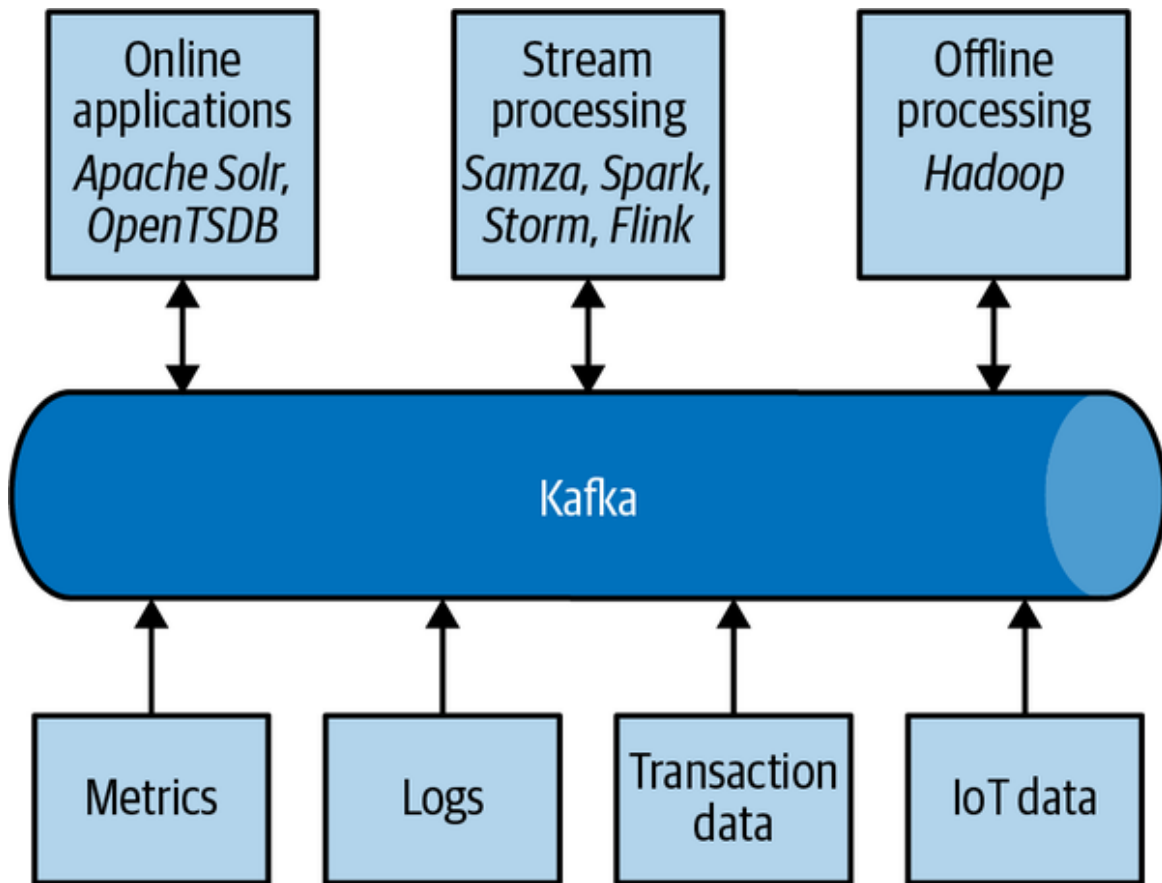 Online
applications
Apache Solr,
OpenTSDB
Stream
processing
Samza, Spark,
Storm, Flink
Offline
processing
Hadoop
Kafka
Metrics
Logs
Transaction
data
IoT data